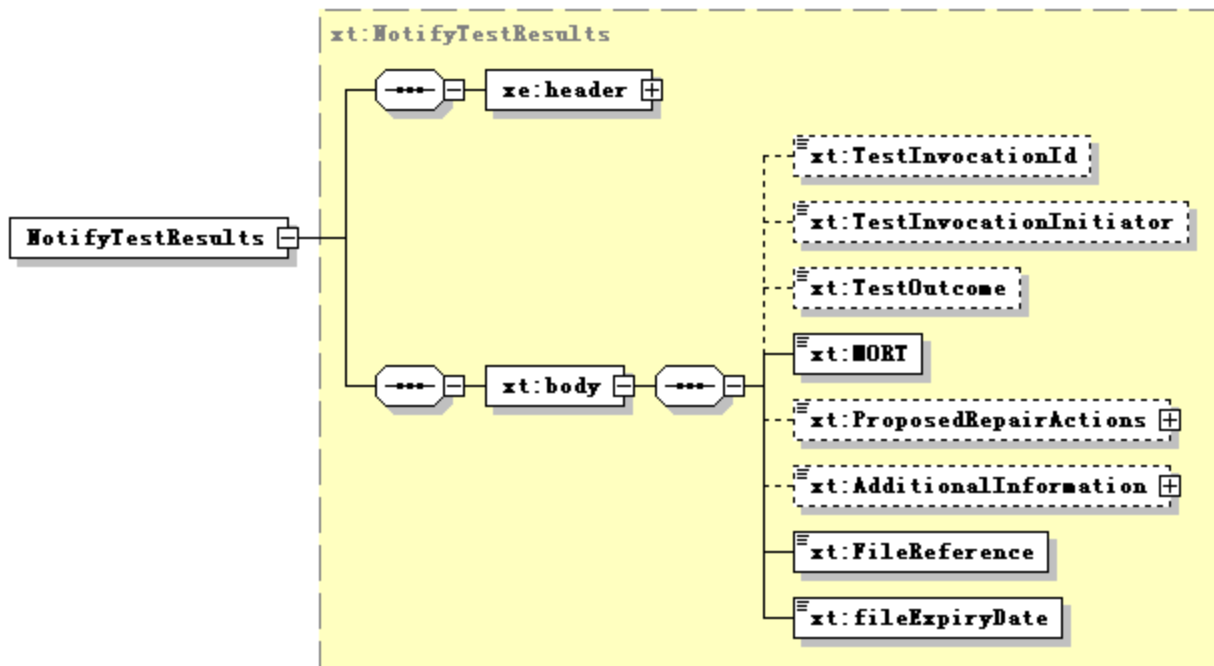 xt:NotifyTestResults
xe:header
xt:TestInvocationId
xt:TestInvocationInitiator
NotifyTestResults
xt:TestOutcome
xt:MORT
xt:body
xt:ProposedRepairActions
xt:AdditionalInformation
xt:FileReference
xt:fileExpiryDate